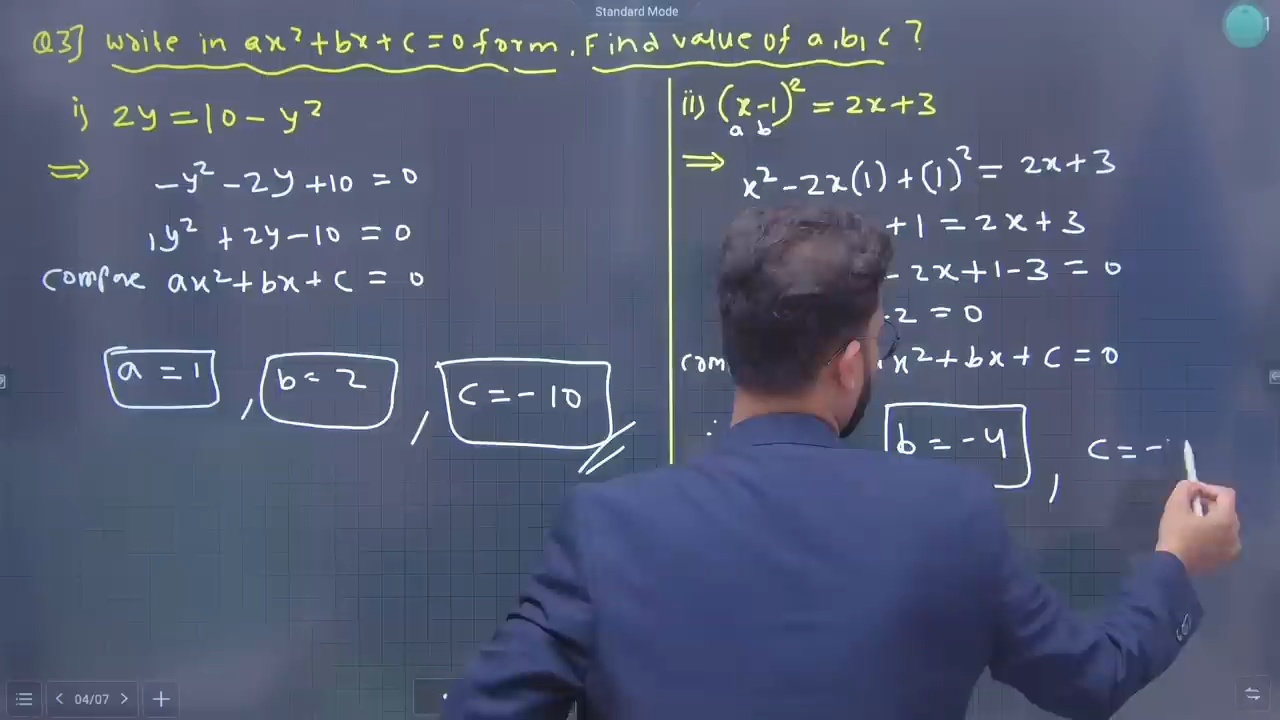 Standard Mode
Q3] Write in ax²+bx+c=0 form. Find value of a,b,c ?
i) 2y = 10 - y²
⇒ -y² - 2y + 10 = 0
1y² + 2y - 10 = 0
compare ax² + bx + c = 0
a = 1 , b = 2 , c = -10
ii) (x-1)² = 2x+3
a b
⇒ x² - 2x(1) + (1)² = 2x+3
+ 1 = 2x + 3
- 2x + 1 - 3 = 0
2 = 0
x² + bx + c = 0
b = -4 , c = -
04/07